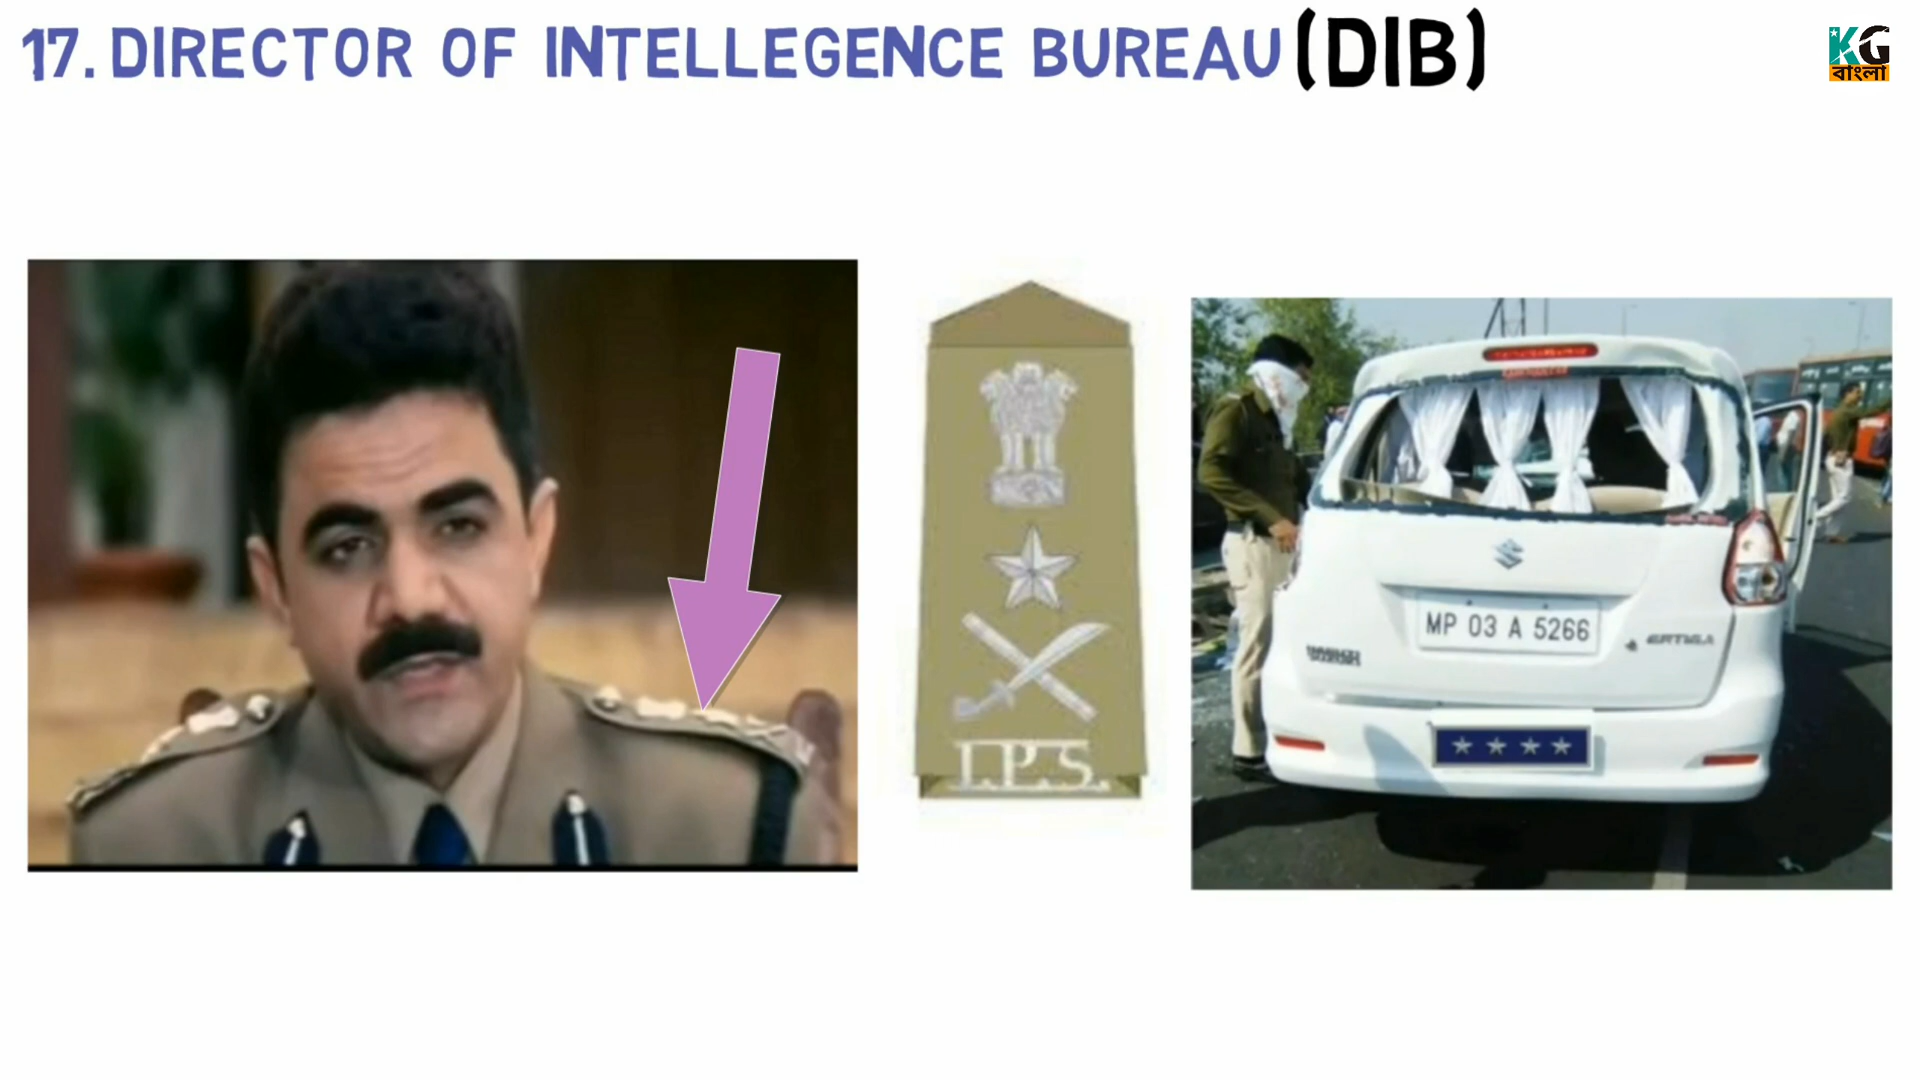 17. DIRECTOR OF INTELLEGENCE BUREAU (DIB)
KG
বাংলা
I.P.S.
MP 03 A 5266
ERTIGA